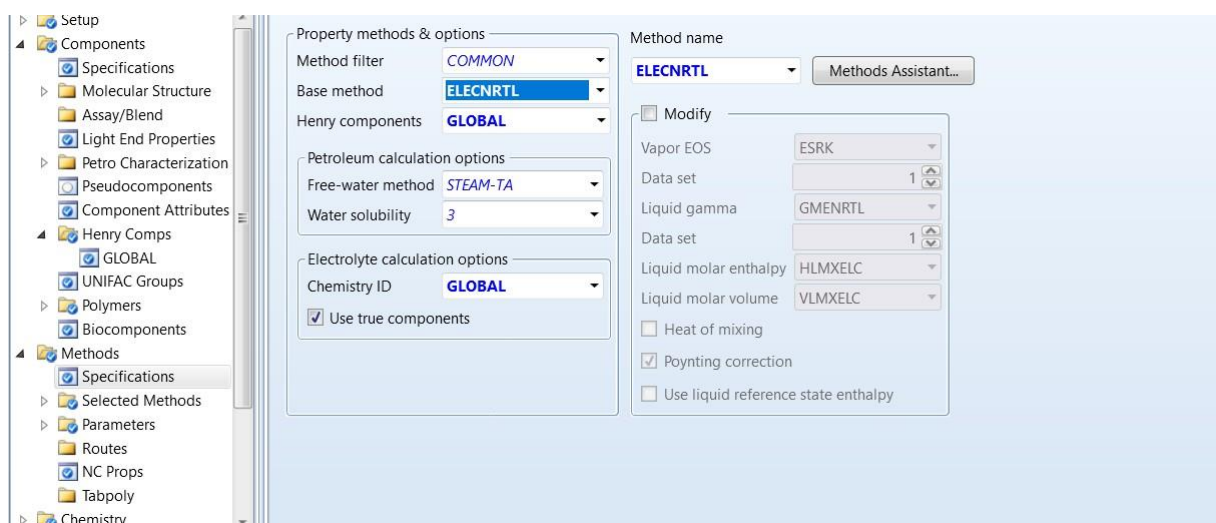 Setup
Components
Specifications
Molecular Structure
Assay/Blend
Light End Properties
Petro Characterization
Pseudocomponents
Component Attributes
Henry Comps
GLOBAL
UNIFAC Groups
Polymers
Biocomponents
Methods
Specifications
Selected Methods
Parameters
Routes
NC Props
Tabpoly
Chemistry
Property methods & options
Method filter COMMON
Base method ELECNRTL
Henry components GLOBAL
Petroleum calculation options
Free-water method STEAM-TA
Water solubility 3
Electrolyte calculation options
Chemistry ID GLOBAL
Use true components
Method name
ELECNRTL Methods Assistant...
Modify
Vapor EOS ESRK
Data set 1
Liquid gamma GMENRTL
Data set 1
Liquid molar enthalpy HLMXELC
Liquid molar volume VLMXELC
Heat of mixing
Poynting correction
Use liquid reference state enthalpy